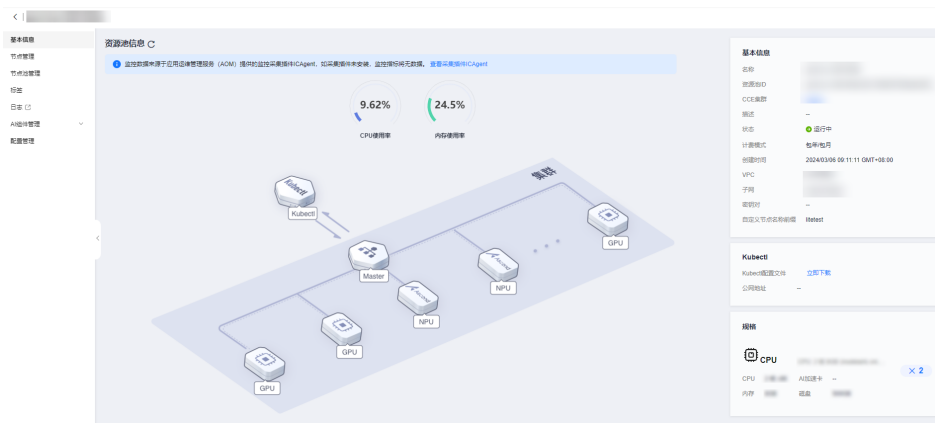 基本信息
节点管理
节点池管理
标签
日志
AI组件管理
配置管理
资源池信息
监控数据来源于应用运维管理服务（AOM）提供的监控采集插件ICAgent，如采集插件未安装，监控指标将无数据。 查看采集插件ICAgent
9.62%
CPU使用率
24.5%
内存使用率
集群
Kubectl
Kubectl
Master
GPU
Ascend
NPU
Ascend
NPU
GPU
GPU
基本信息
名称
资源池ID
CCE集群
描述 --
状态 运行中
计费模式 包年/包月
创建时间 2024/03/06 09:11:11 GMT+08:00
VPC
子网
密钥对 --
自定义节点名称前缀 litetest
Kubectl
Kubectl配置文件 立即下载
公网地址 --
规格
CPU
× 2
CPU AI加速卡 --
内存 磁盘